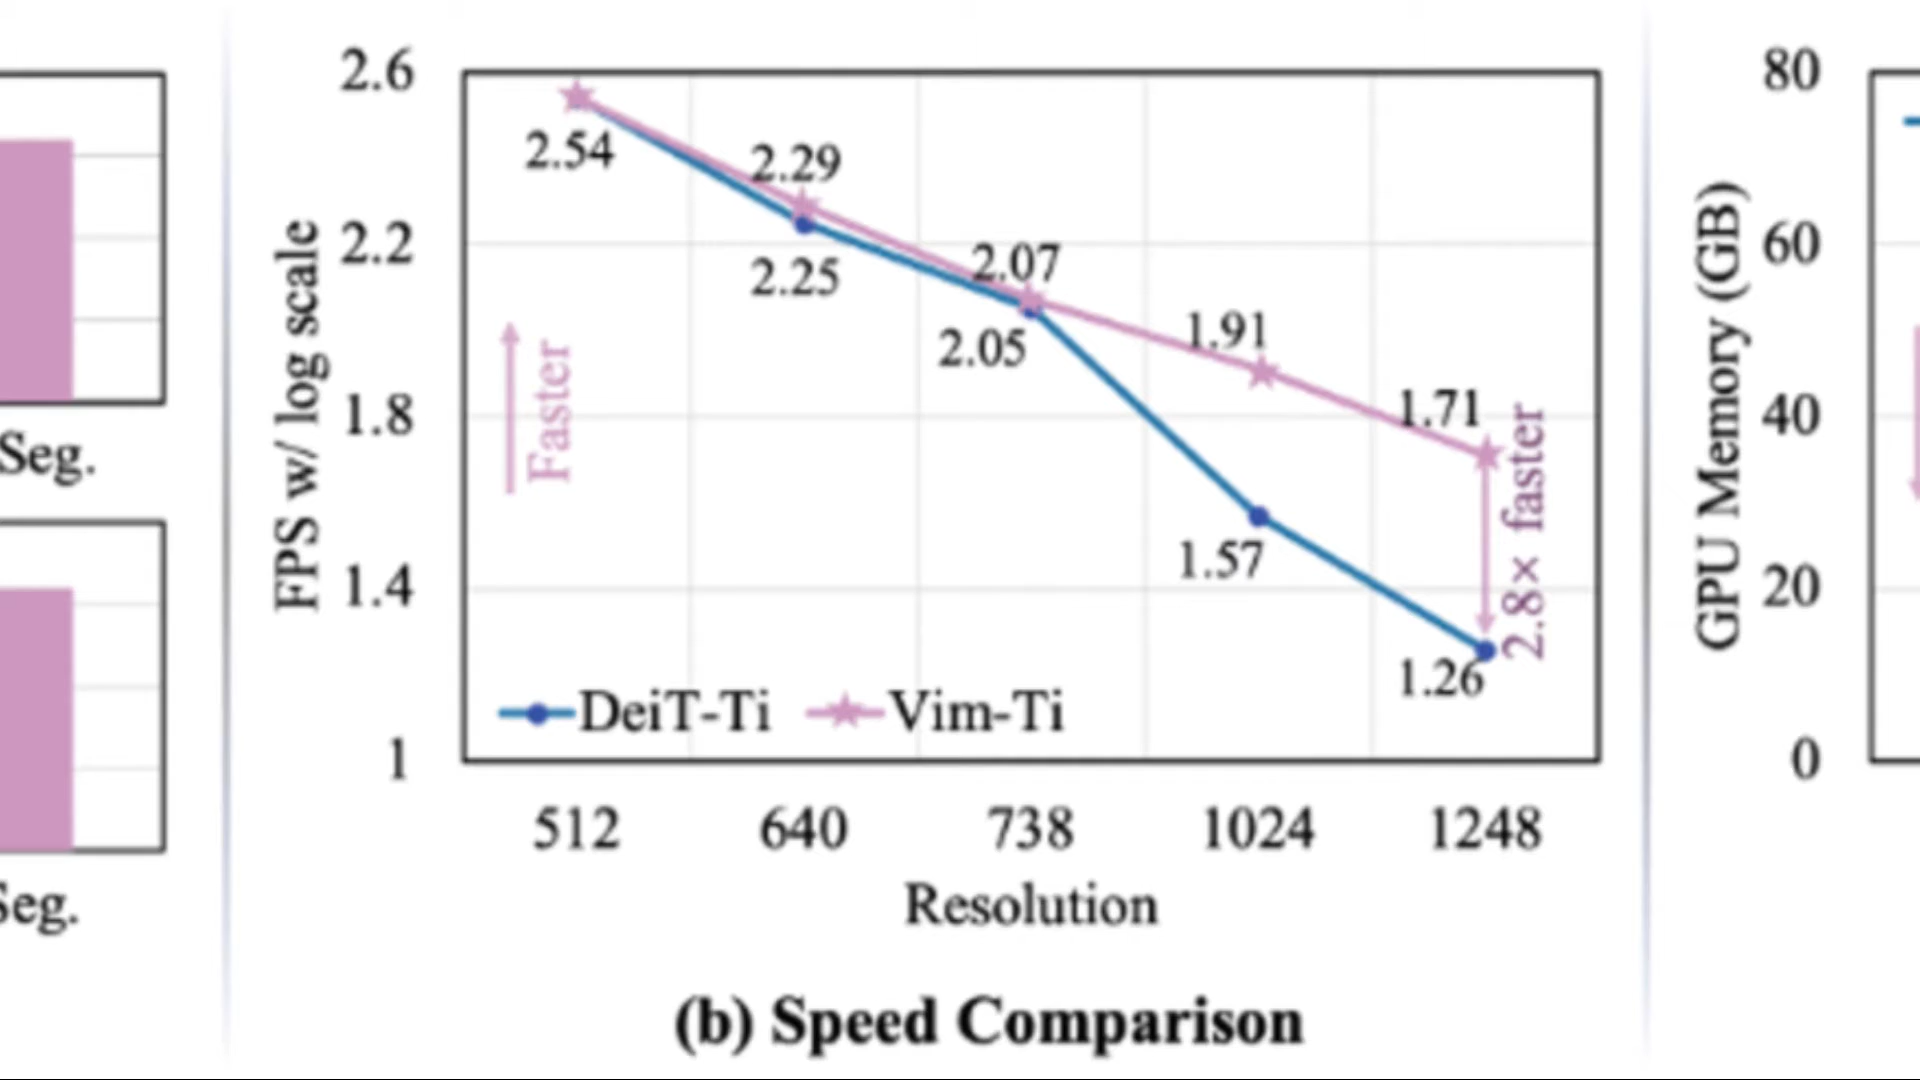 Seg.
Seg.
FPS w/ log scale
2.6
2.2
1.8
1.4
1
2.54
2.29
2.25
2.07
2.05
1.91
1.57
1.71
1.26
Faster
2.8× faster
DeiT-Ti
Vim-Ti
512 640 738 1024 1248
Resolution
(b) Speed Comparison
GPU Memory (GB)
80
60
40
20
0